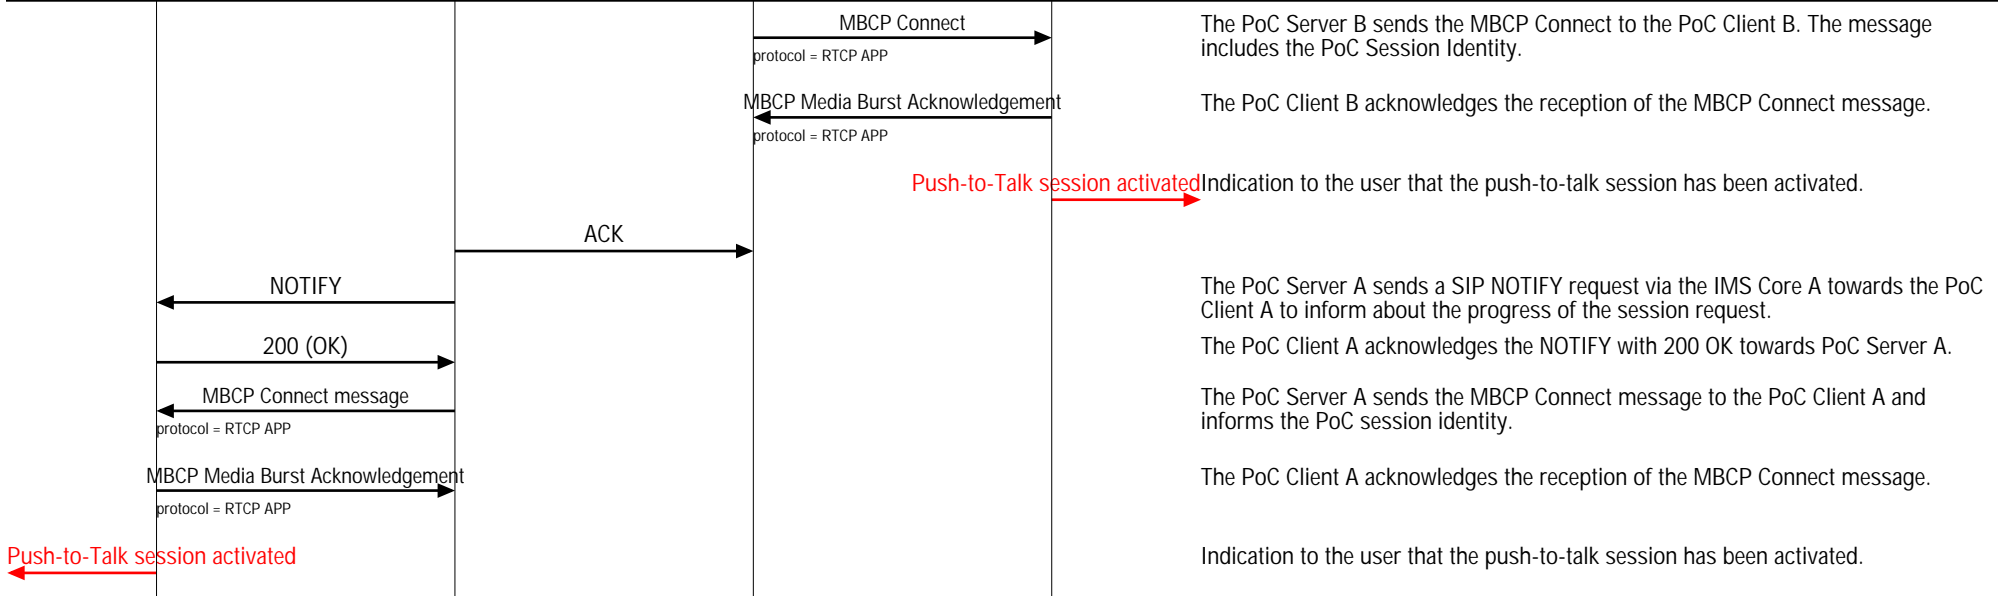 MBCP Connect
The PoC Server B sends the MBCP Connect to the PoC Client B. The message
includes the PoC Session Identity.
protocol = RTCP APP
MBCP Media Burst Acknowledgement
The PoC Client B acknowledges the reception of the MBCP Connect message.
protocol = RTCP APP
Push-to-Talk session activated
Indication to the user that the push-to-talk session has been activated.
ACK
NOTIFY
The PoC Server A sends a SIP NOTIFY request via the IMS Core A towards the PoC
Client A to inform about the progress of the session request.
200 (OK)
The PoC Client A acknowledges the NOTIFY with 200 OK towards PoC Server A.
MBCP Connect message
The PoC Server A sends the MBCP Connect message to the PoC Client A and
informs the PoC session identity.
protocol = RTCP APP
MBCP Media Burst Acknowledgement
The PoC Client A acknowledges the reception of the MBCP Connect message.
protocol = RTCP APP
Push-to-Talk session activated
Indication to the user that the push-to-talk session has been activated.